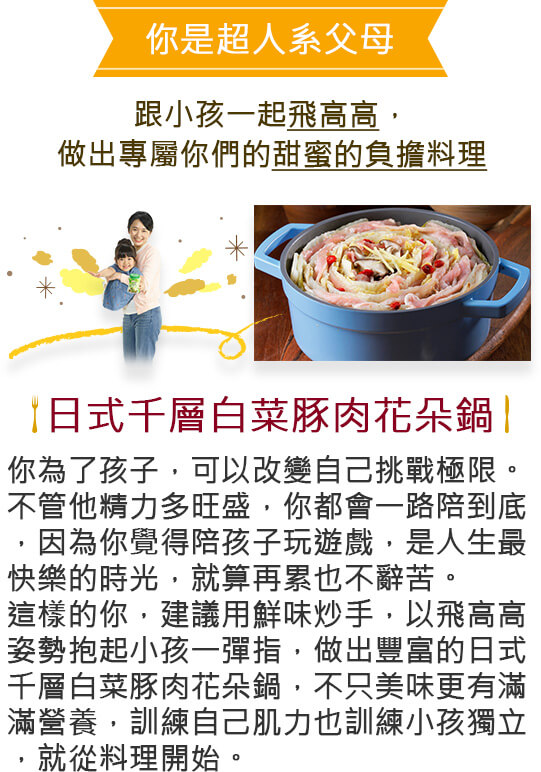 你是超人系父母
跟小孩一起飛高高，
做出專屬你們的甜蜜的負擔料理
日式千層白菜豚肉花朵鍋
你為了孩子，可以改變自己挑戰極限。
不管他精力多旺盛，你都會一路陪到底
，因為你覺得陪孩子玩遊戲，是人生最
快樂的時光，就算再累也不辭苦。
這樣的你，建議用鮮味炒手，以飛高高
姿勢抱起小孩一彈指，做出豐富的日式
千層白菜豚肉花朵鍋，不只美味更有滿
滿營養，訓練自己肌力也訓練小孩獨立
，就從料理開始。